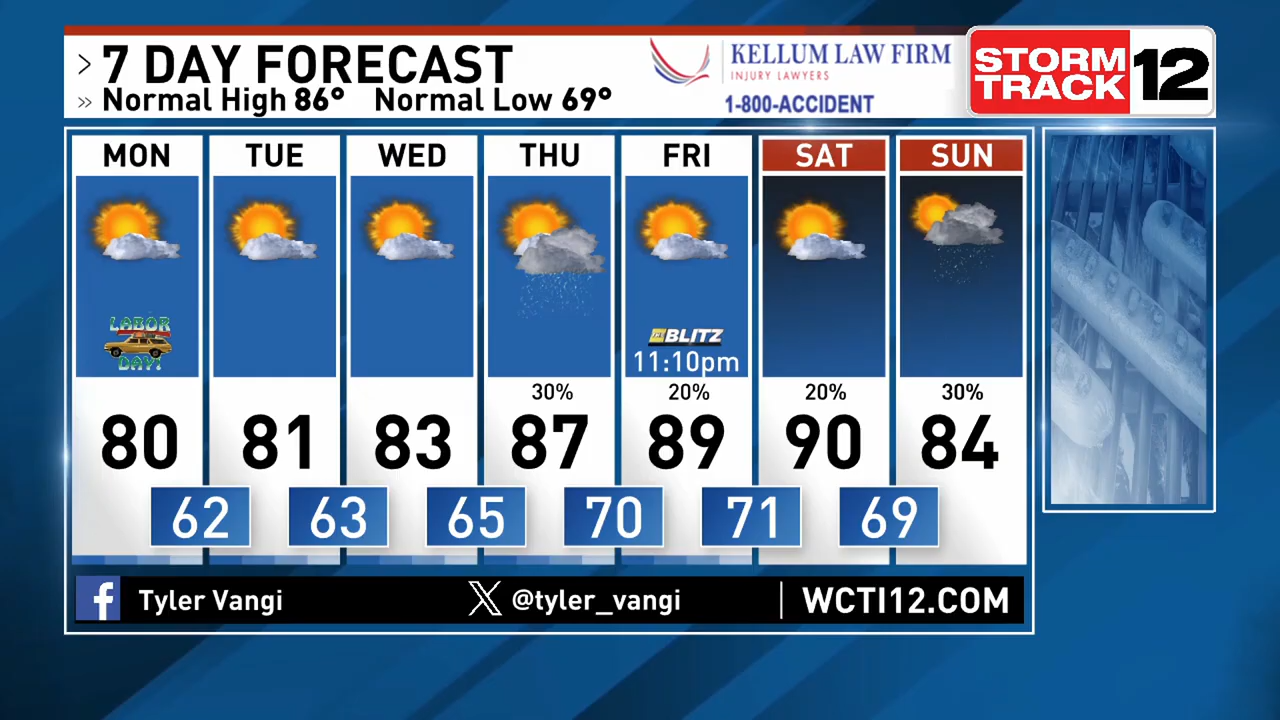 > 7 DAY FORECAST
» Normal High 86° Normal Low 69°
KELLUM LAW FIRM
INJURY LAWYERS
1-800-ACCIDENT
STORM TRACK 12
MON TUE WED THU FRI SAT SUN
LABOR DAY!
BLITZ
11:10pm
30% 20% 20% 30%
80 81 83 87 89 90 84
62 63 65 70 71 69
f Tyler Vangi X @tyler_vangi | WCTI12.COM